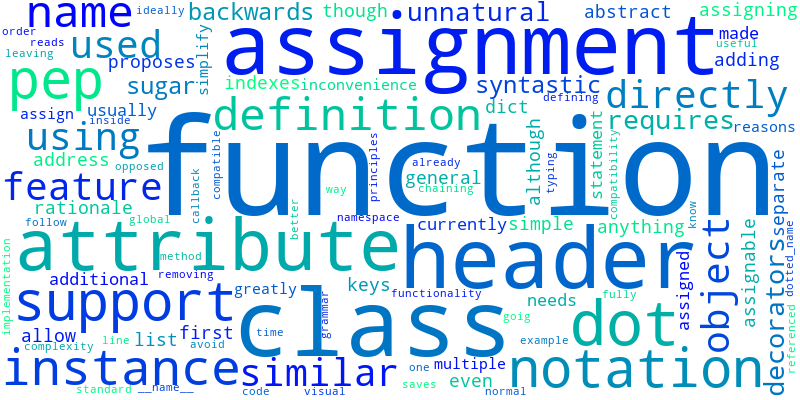 order ideally backwards though unnatural abstract assigning
name reads
leaving used proposes simplify assignment made useful
pep sugar indexes inconvenience syntastic adding
assign usually definition dict defining directly
inside using function although statement requires reasons
address opposed callback compatible principles already typing compatibility
feature general chaining separate
rationale way
follow global better namespace currently simple anything know
attribute header object assignable dotted_name
implementation method removing
additional class keys functionality needs assigned decorators
support greatly grammar fully referenced
allow list first time goig dot
complexity line avoid example
instance similar one multiple notation
standard __name__ code visual saves even normal